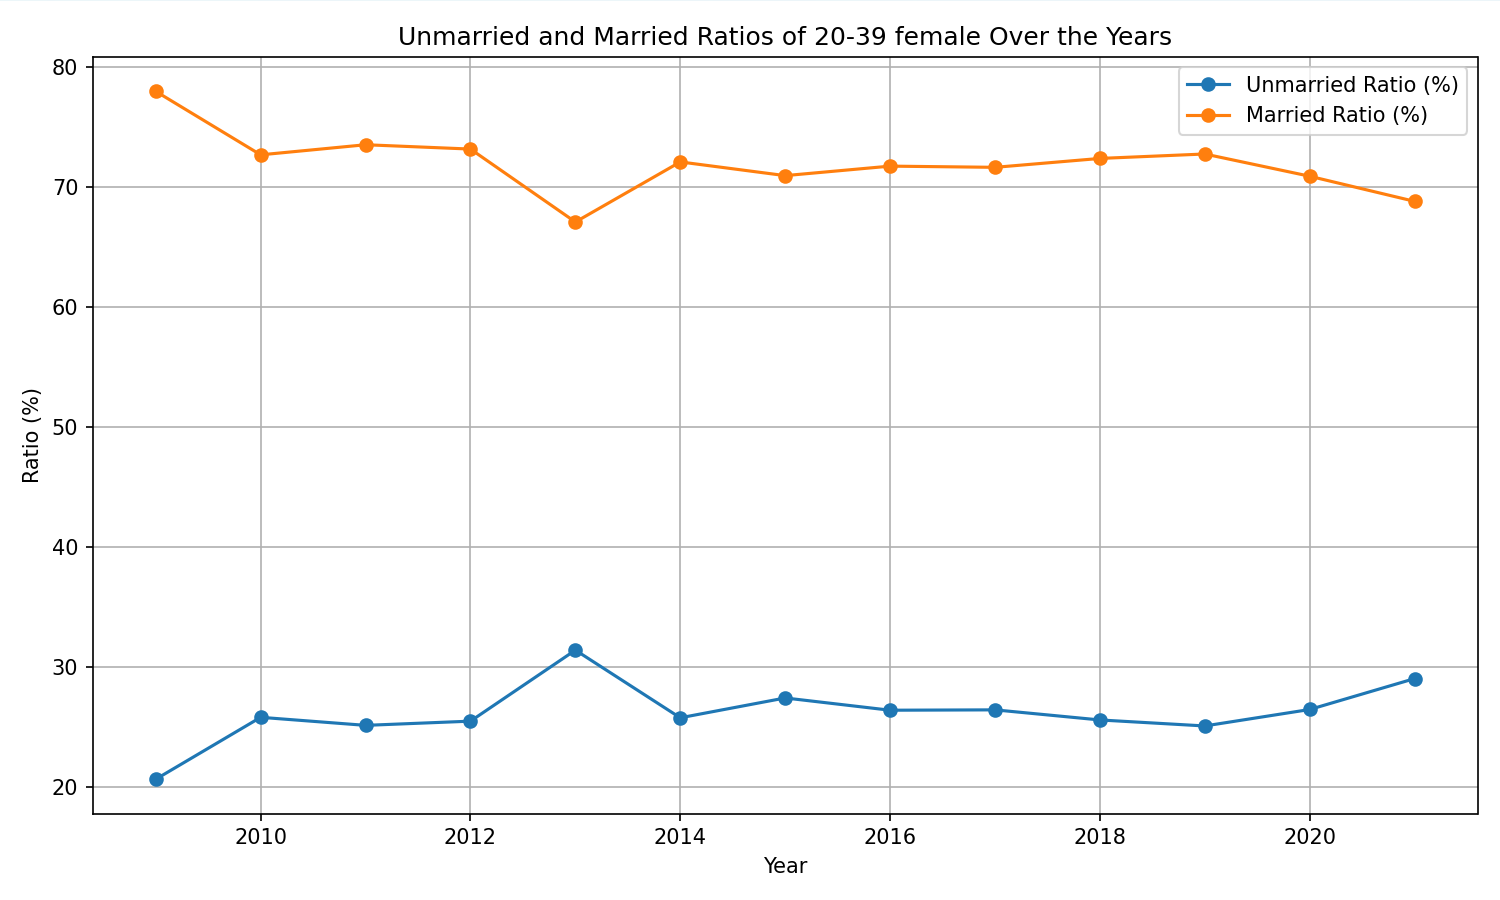 Unmarried and Married Ratios of 20-39 female Over the Years
Unmarried Ratio (%)
Married Ratio (%)
Ratio (%)
80
70
60
50
40
30
20
2010 2012 2014 2016 2018 2020
Year